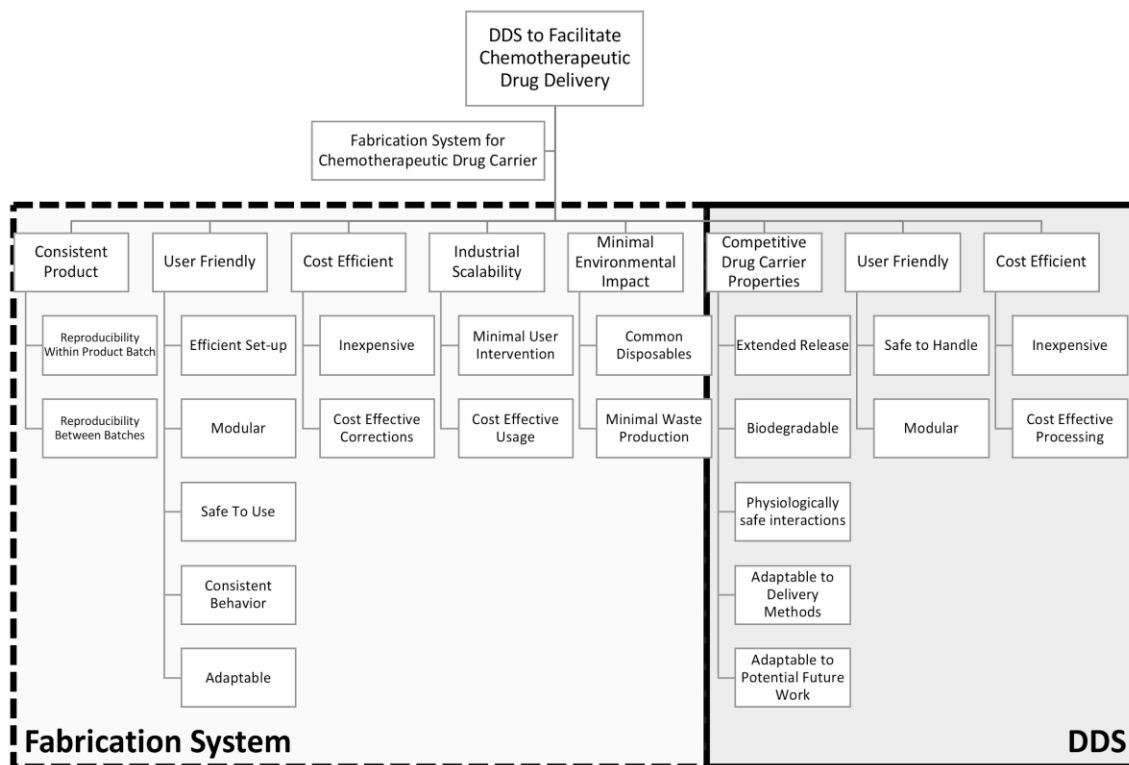 DDS to Facilitate
Chemotherapeutic
Drug Delivery
Fabrication System for
Chemotherapeutic Drug Carrier
Consistent
Product
User Friendly
Cost Efficient
Industrial
Scalability
Minimal
Environmental
Impact
Competitive
Drug Carrier
Properties
User Friendly
Cost Efficient
Reproducibility
Within Product Batch
Efficient Set-up
Inexpensive
Minimal User
Intervention
Common
Disposables
Extended Release
Safe to Handle
Inexpensive
Reproducibility
Between Batches
Modular
Cost Effective
Corrections
Cost Effective
Usage
Minimal Waste
Production
Biodegradable
Modular
Cost Effective
Processing
Safe To Use
Physiologically
safe interactions
Consistent
Behavior
Adaptable to
Delivery
Methods
Adaptable
Adaptable to
Potential Future
Work
Fabrication System
DDS